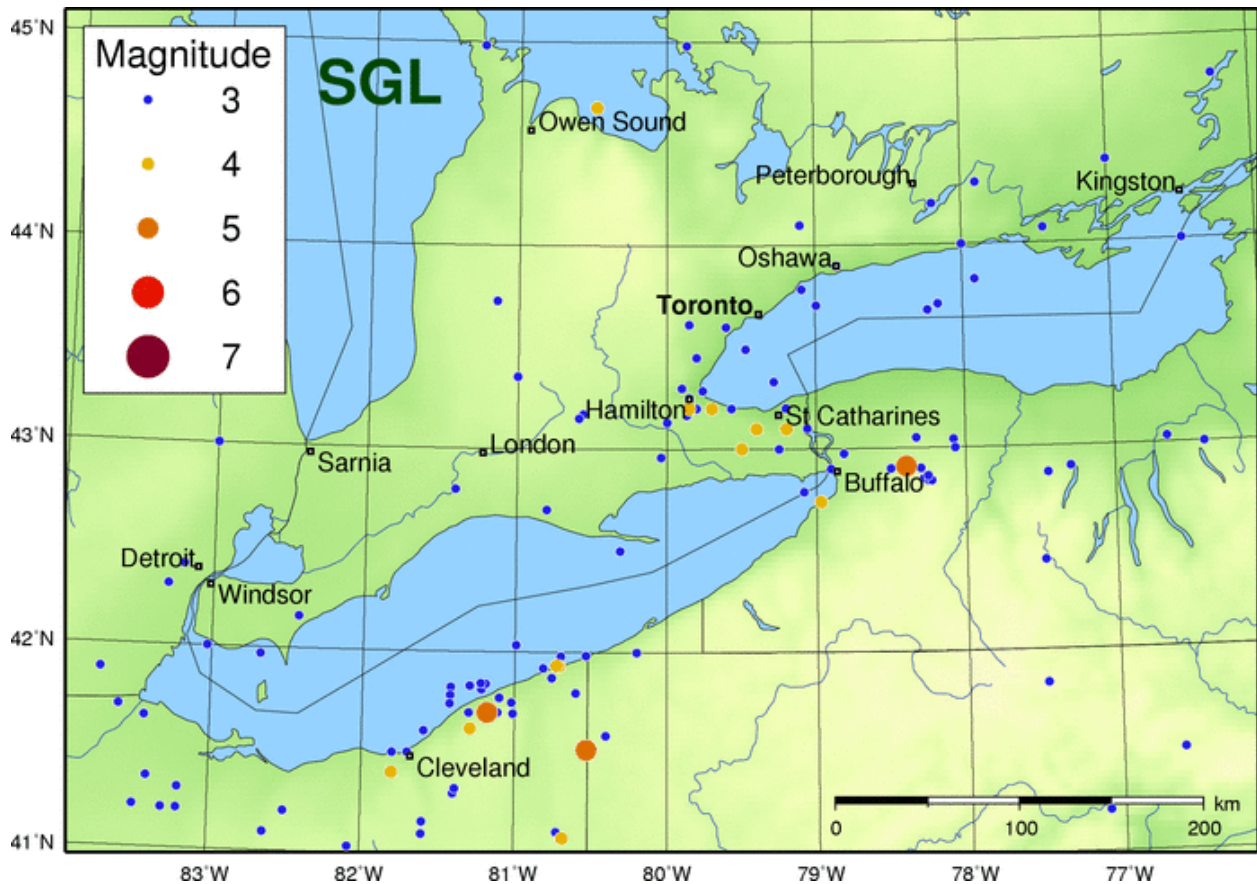 45°N
Magnitude
SGL
3
4
Owen Sound
Peterborough
Kingston
5
44°N
Oshawa
6
Toronto
7
Hamilton
St Catharines
43°N
London
Sarnia
Buffalo
Detroit
Windsor
42°N
Cleveland
km
0
100
200
41°N
83°W
82°W
81°W
80°W
79°W
78°W
77°W